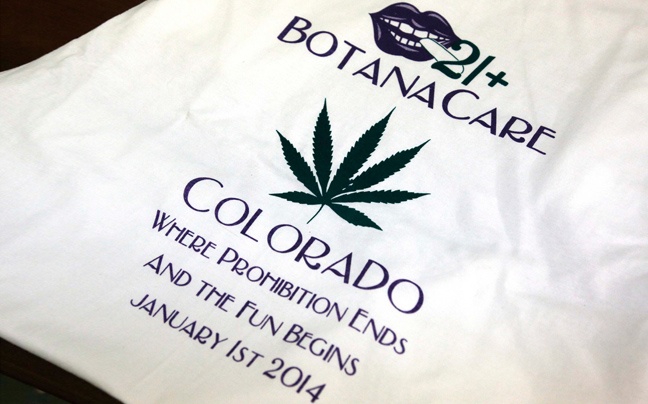 21+
BOTANACARE
COLORADO
WHERE PROHIBITION ENDS
AND THE FUN BEGINS
JANUARY 1ST 2014